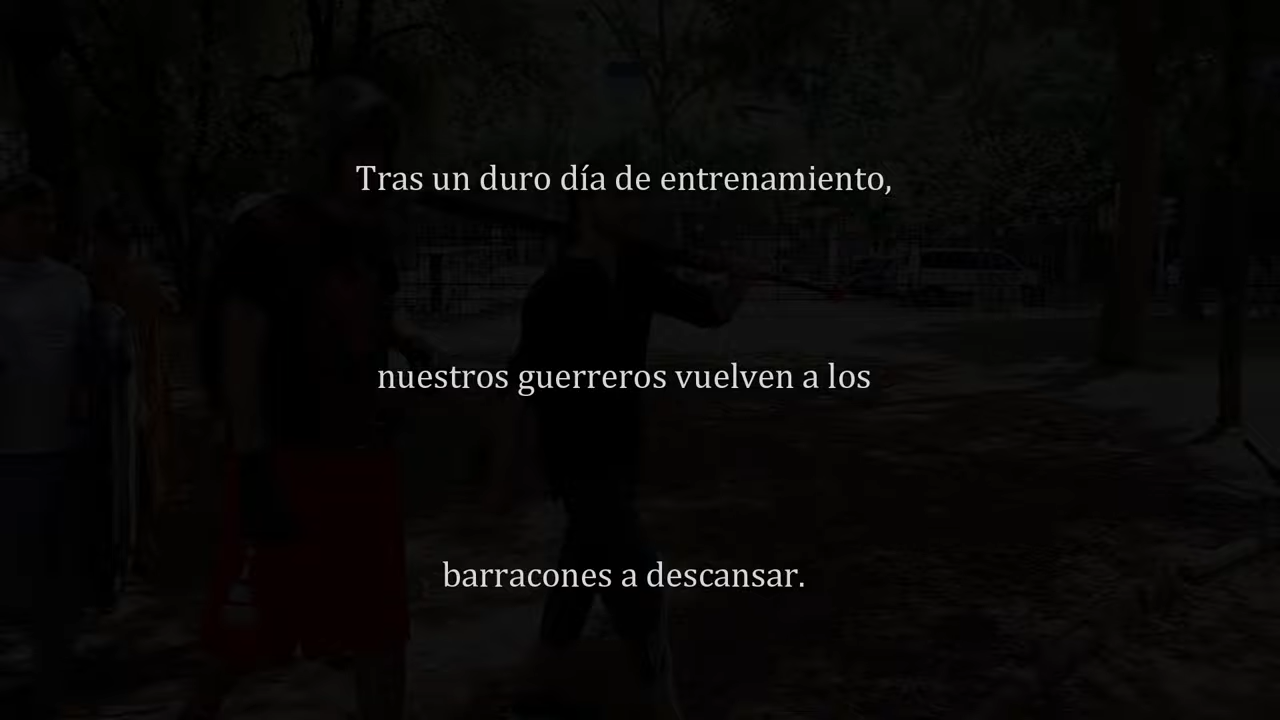 Tras un duro día de entrenamiento,
nuestros guerreros vuelven a los
barracones a descansar.